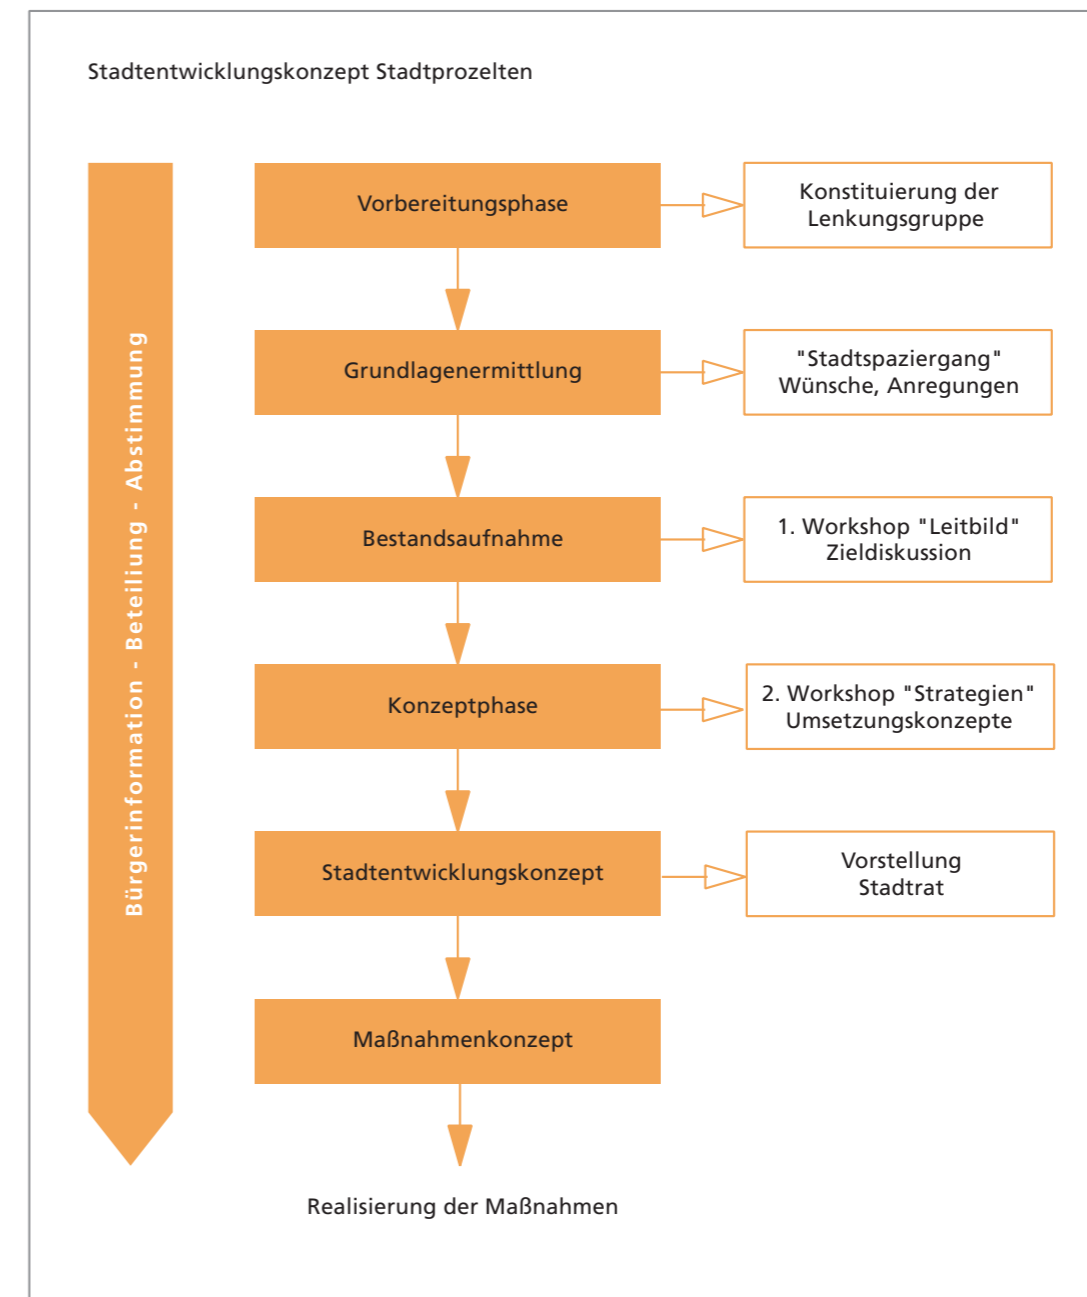 Stadtentwicklungskonzept Stadtprozelten
Bürgerinformation - Beteiliung - Abstimmung
Vorbereitungsphase
Konstituierung der
Lenkungsgruppe
Grundlagenermittlung
"Stadtspaziergang"
Wünsche, Anregungen
Bestandsaufnahme
1. Workshop "Leitbild"
Zieldiskussion
Konzeptphase
2. Workshop "Strategien"
Umsetzungskonzepte
Stadtentwicklungskonzept
Vorstellung
Stadtrat
Maßnahmenkonzept
Realisierung der Maßnahmen